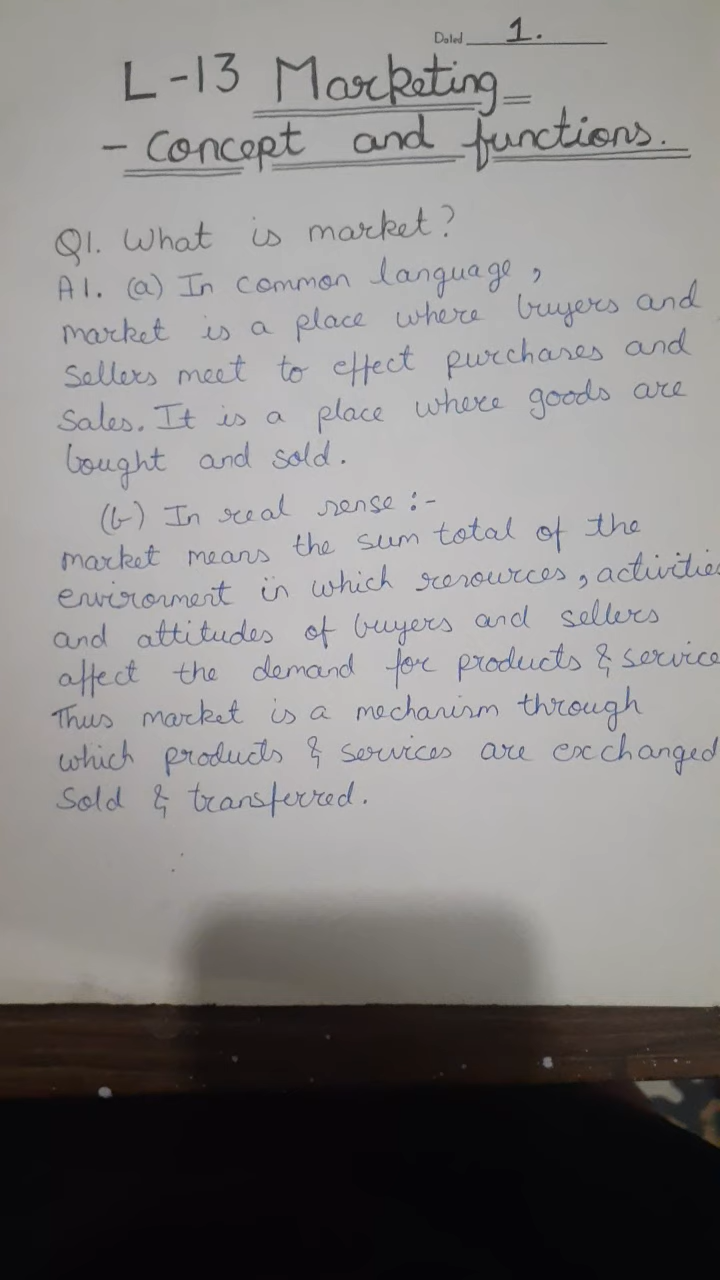 Dated 1.
L-13 Marketing
- Concept and functions.
Q1. What is market?
A1. (a) In common language,
market is a place where buyers and
sellers meet to effect purchases and
sales. It is a place where goods are
bought and sold.
(b) In real sense :-
market means the sum total of the
environment in which resources, activities
and attitudes of buyers and sellers
affect the demand for products & service
Thus market is a mechanism through
which products & services are exchanged
Sold & transferred.